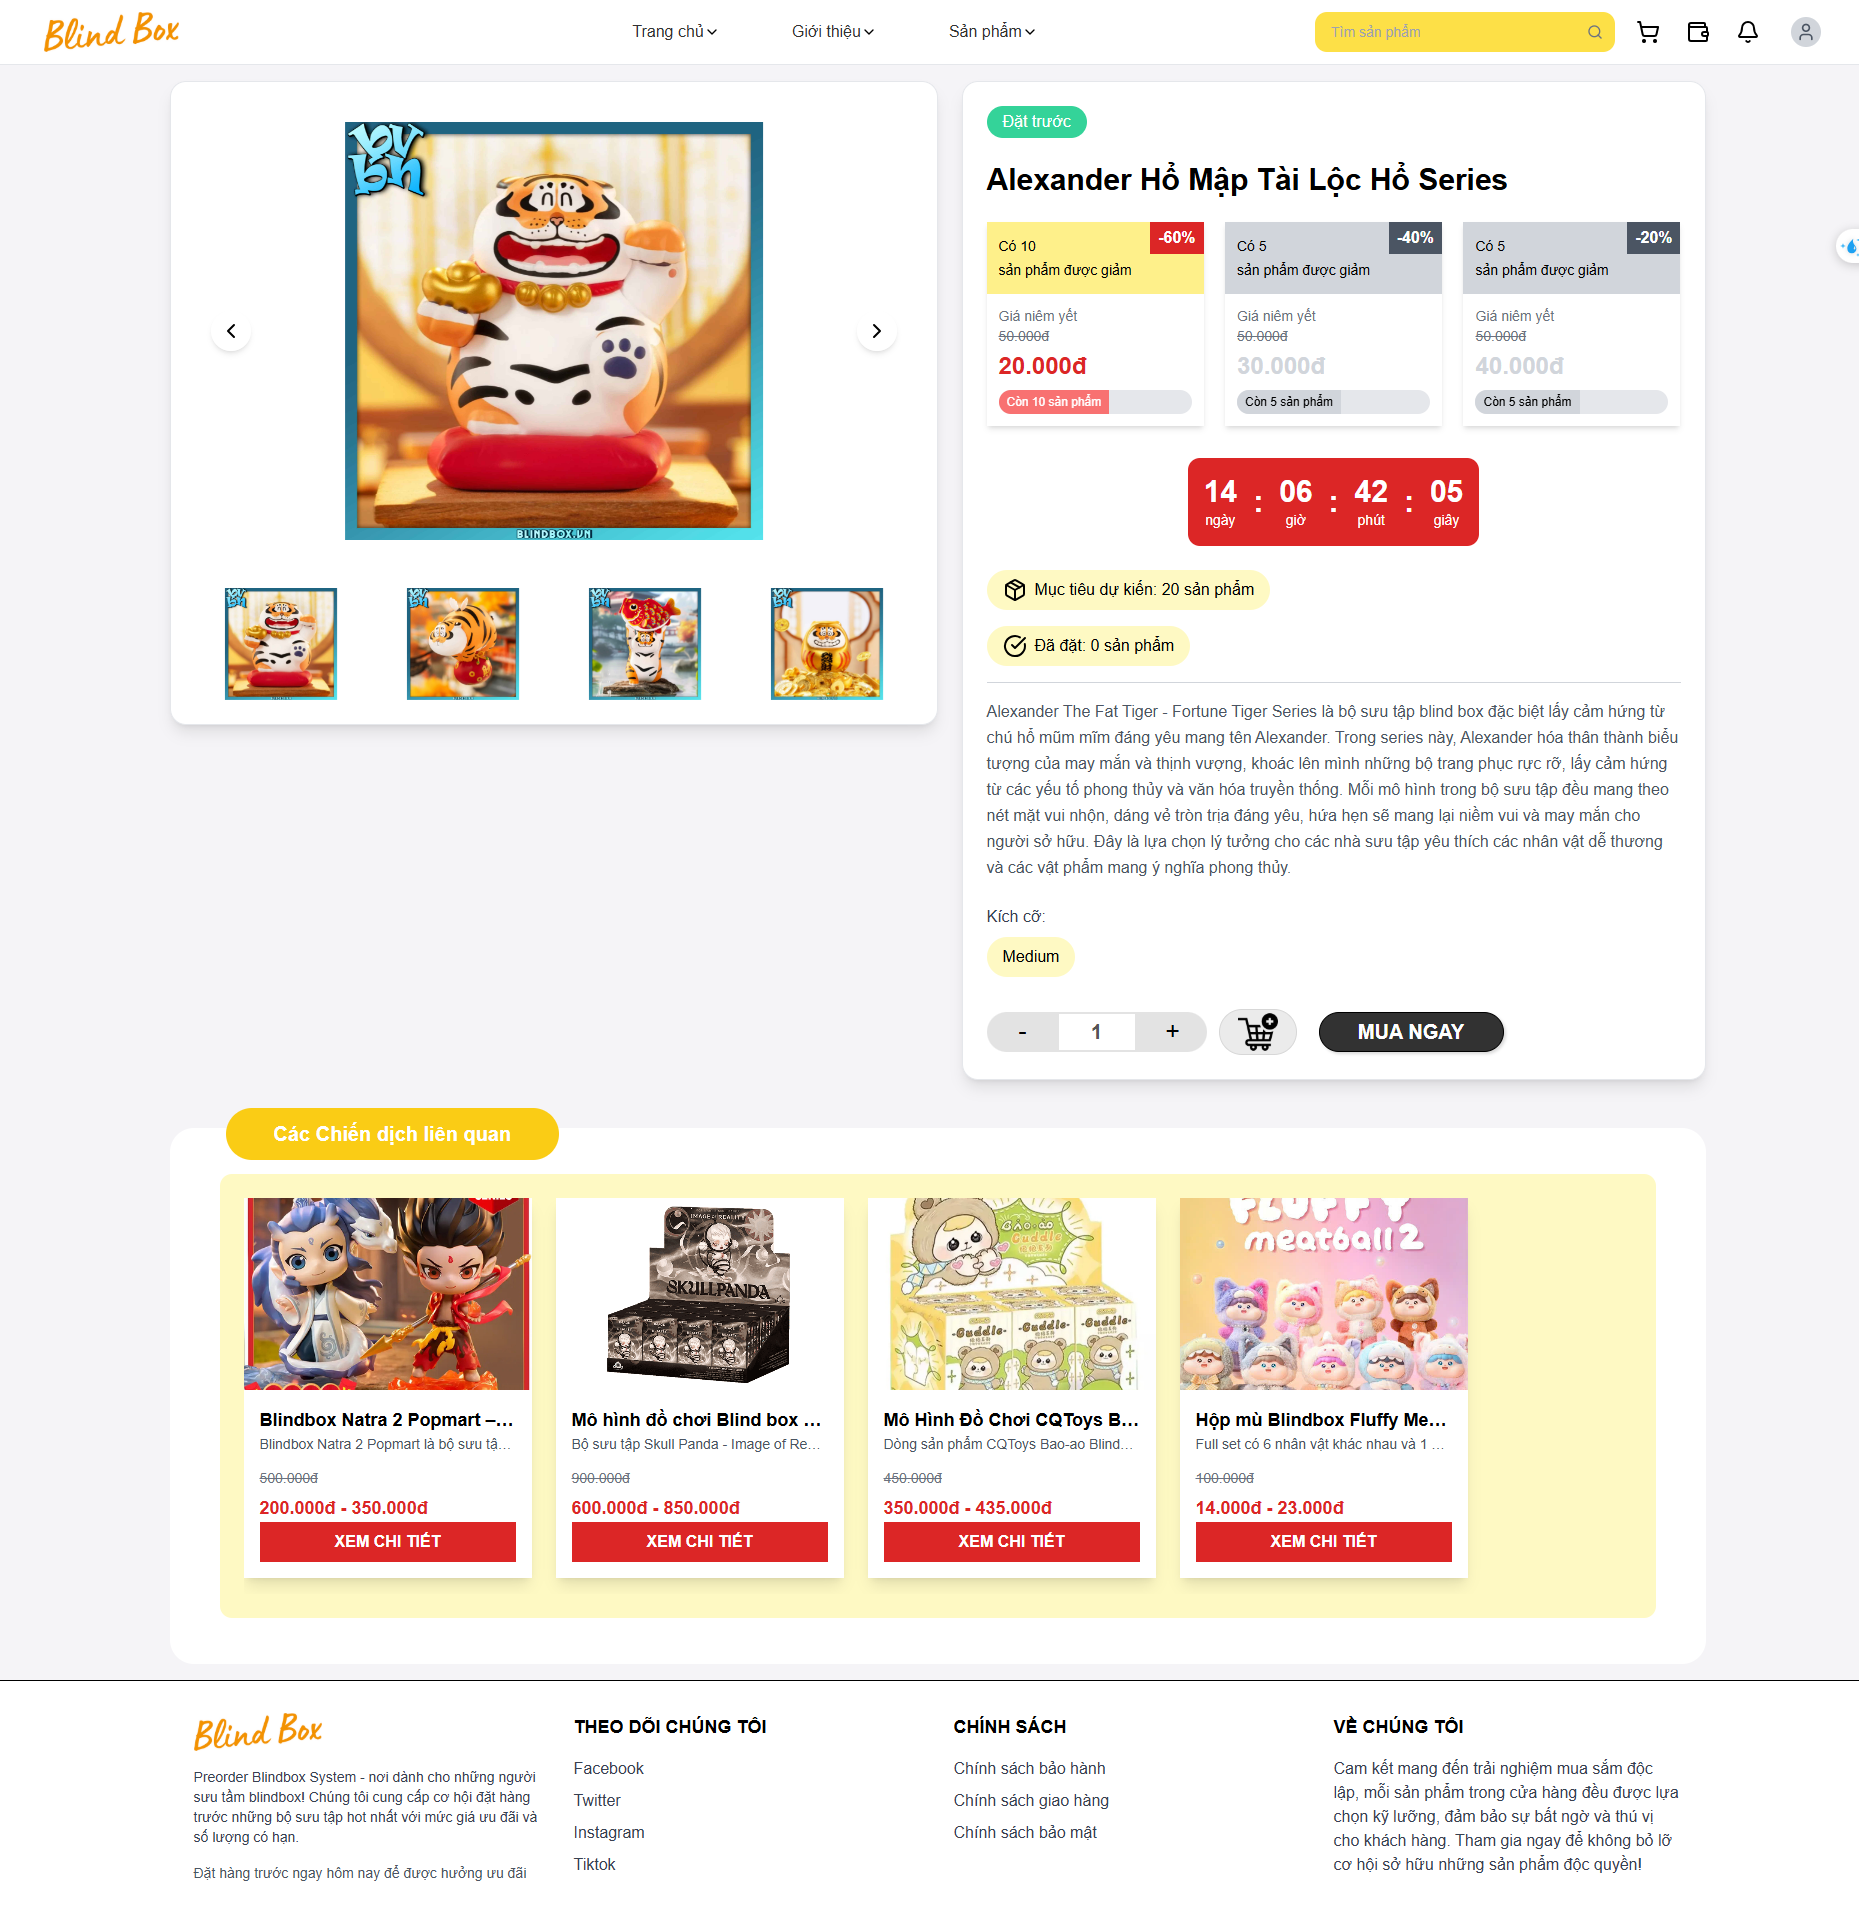 Blind Box
Trang chủ
Giới thiệu
Sản phẩm
Tìm sản phẩm
bv
bh
BLINDBOX.VN
Đặt trước
Alexander Hổ Mập Tài Lộc Hổ Series
Có 10
sản phẩm được giảm
-60%
Giá niêm yết
50.000đ
20.000đ
Còn 10 sản phẩm
Có 5
sản phẩm được giảm
-40%
Giá niêm yết
50.000đ
30.000đ
Còn 5 sản phẩm
Có 5
sản phẩm được giảm
-20%
Giá niêm yết
50.000đ
40.000đ
Còn 5 sản phẩm
14 : 06 : 42 : 05
ngày giờ phút giây
Mục tiêu dự kiến: 20 sản phẩm
Đã đặt: 0 sản phẩm
Alexander The Fat Tiger - Fortune Tiger Series là bộ sưu tập blind box đặc biệt lấy cảm hứng từ
chú hổ mũm mĩm đáng yêu mang tên Alexander. Trong series này, Alexander hóa thân thành biểu
tượng của may mắn và thịnh vượng, khoác lên mình những bộ trang phục rực rỡ, lấy cảm hứng
từ các yếu tố phong thủy và văn hóa truyền thống. Mỗi mô hình trong bộ sưu tập đều mang theo
nét mặt vui nhộn, dáng vẻ tròn trịa đáng yêu, hứa hẹn sẽ mang lại niềm vui và may mắn cho
người sở hữu. Đây là lựa chọn lý tưởng cho các nhà sưu tập yêu thích các nhân vật dễ thương
và các vật phẩm mang ý nghĩa phong thủy.
Kích cỡ:
Medium
- 1 +
MUA NGAY
Các Chiến dịch liên quan
Blindbox Natra 2 Popmart –...
Blindbox Natra 2 Popmart là bộ sưu tậ...
500.000đ
200.000đ - 350.000đ
XEM CHI TIẾT
IMAGE OF REALITY
SKULLPANDA
Mô hình đồ chơi Blind box ...
Bộ sưu tập Skull Panda - Image of Re...
900.000đ
600.000đ - 850.000đ
XEM CHI TIẾT
BAO-AO
Cuddle
-Cuddle-
-Cuddle-
Mô Hình Đồ Chơi CQToys B...
Dòng sản phẩm CQToys Bao-ao Blind...
450.000đ
350.000đ - 435.000đ
XEM CHI TIẾT
FLUFFY
meatball 2
Hộp mù Blindbox Fluffy Me...
Full set có 6 nhân vật khác nhau và 1 ...
100.000đ
14.000đ - 23.000đ
XEM CHI TIẾT
Blind Box
Preorder Blindbox System - nơi dành cho những người
sưu tầm blindbox! Chúng tôi cung cấp cơ hội đặt hàng
trước những bộ sưu tập hot nhất với mức giá ưu đãi và
số lượng có hạn.
Đặt hàng trước ngay hôm nay để được hưởng ưu đãi
THEO DÕI CHÚNG TÔI
Facebook
Twitter
Instagram
Tiktok
CHÍNH SÁCH
Chính sách bảo hành
Chính sách giao hàng
Chính sách bảo mật
VỀ CHÚNG TÔI
Cam kết mang đến trải nghiệm mua sắm độc
lập, mỗi sản phẩm trong cửa hàng đều được lựa
chọn kỹ lưỡng, đảm bảo sự bất ngờ và thú vị
cho khách hàng. Tham gia ngay để không bỏ lỡ
cơ hội sở hữu những sản phẩm độc quyền!